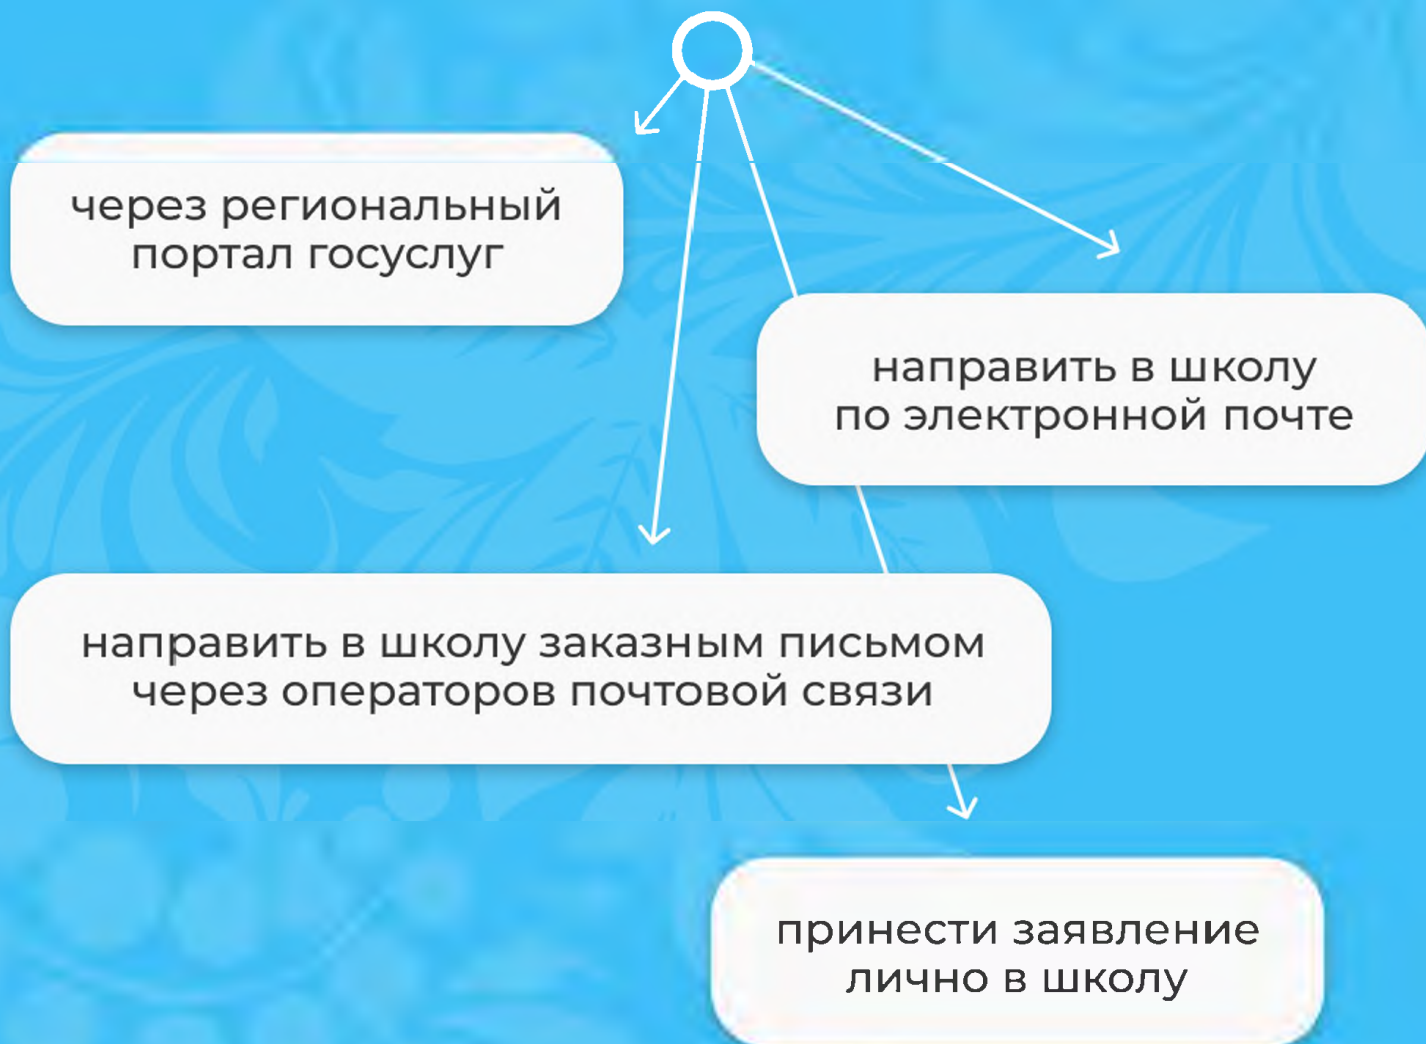 через региональный
портал госуслуг
направить в школу
по электронной почте
направить в школу заказным письмом
через операторов почтовой связи
принести заявление
лично в школу